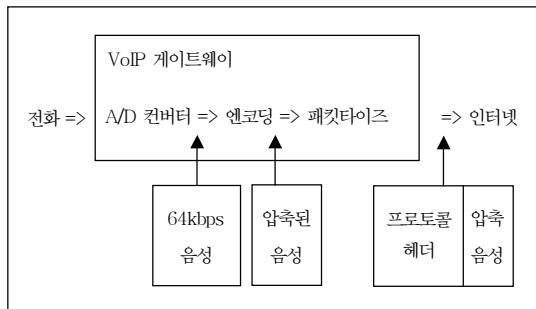 VoIP 게이트웨이
전화 => A/D 컨버터 => 엔코딩 => 패킷타이즈 => 인터넷
64kbps 음성
압축된 음성
프로토콜 헤더
압축 음성